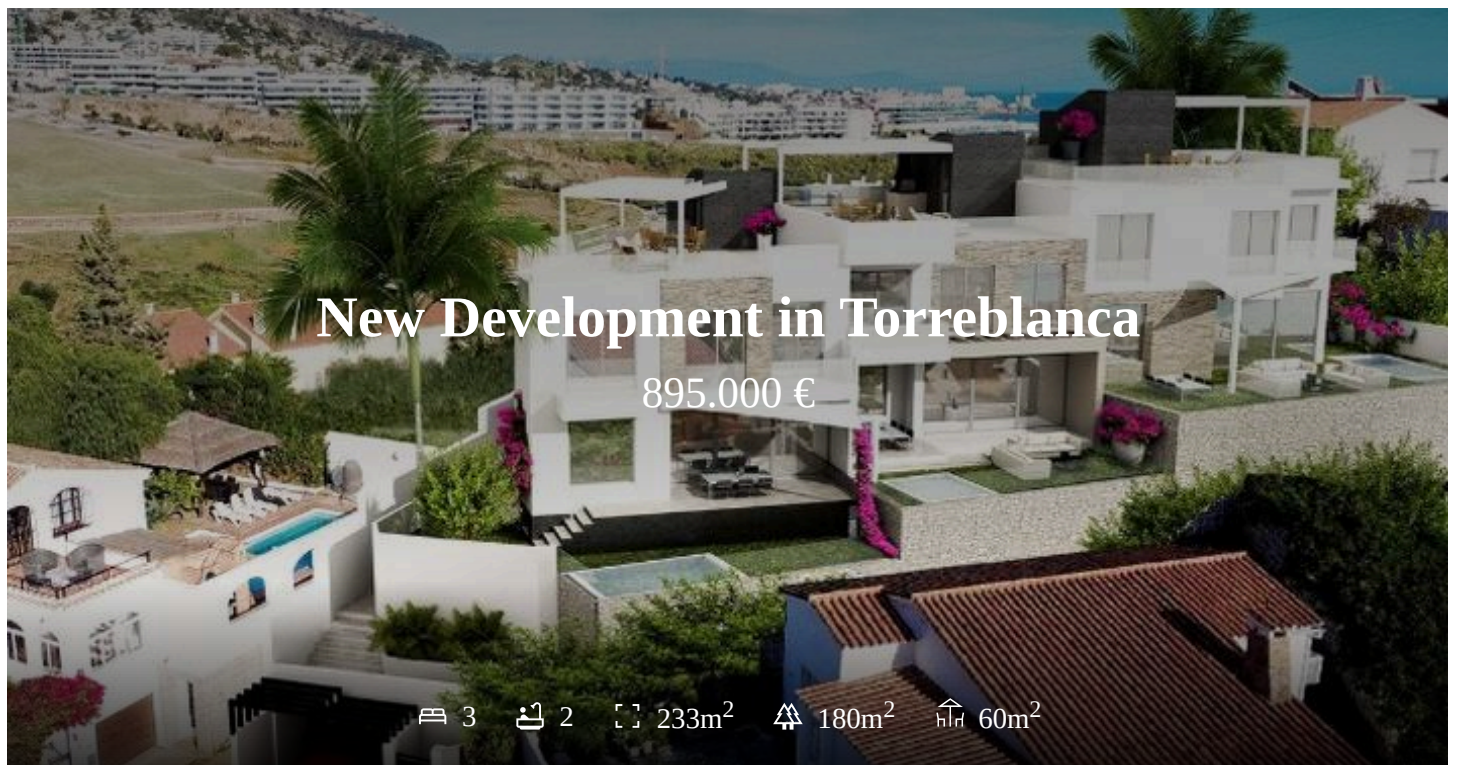 New Development in Torreblanca
895.000 €
3 2 233m² 180m² 60m²